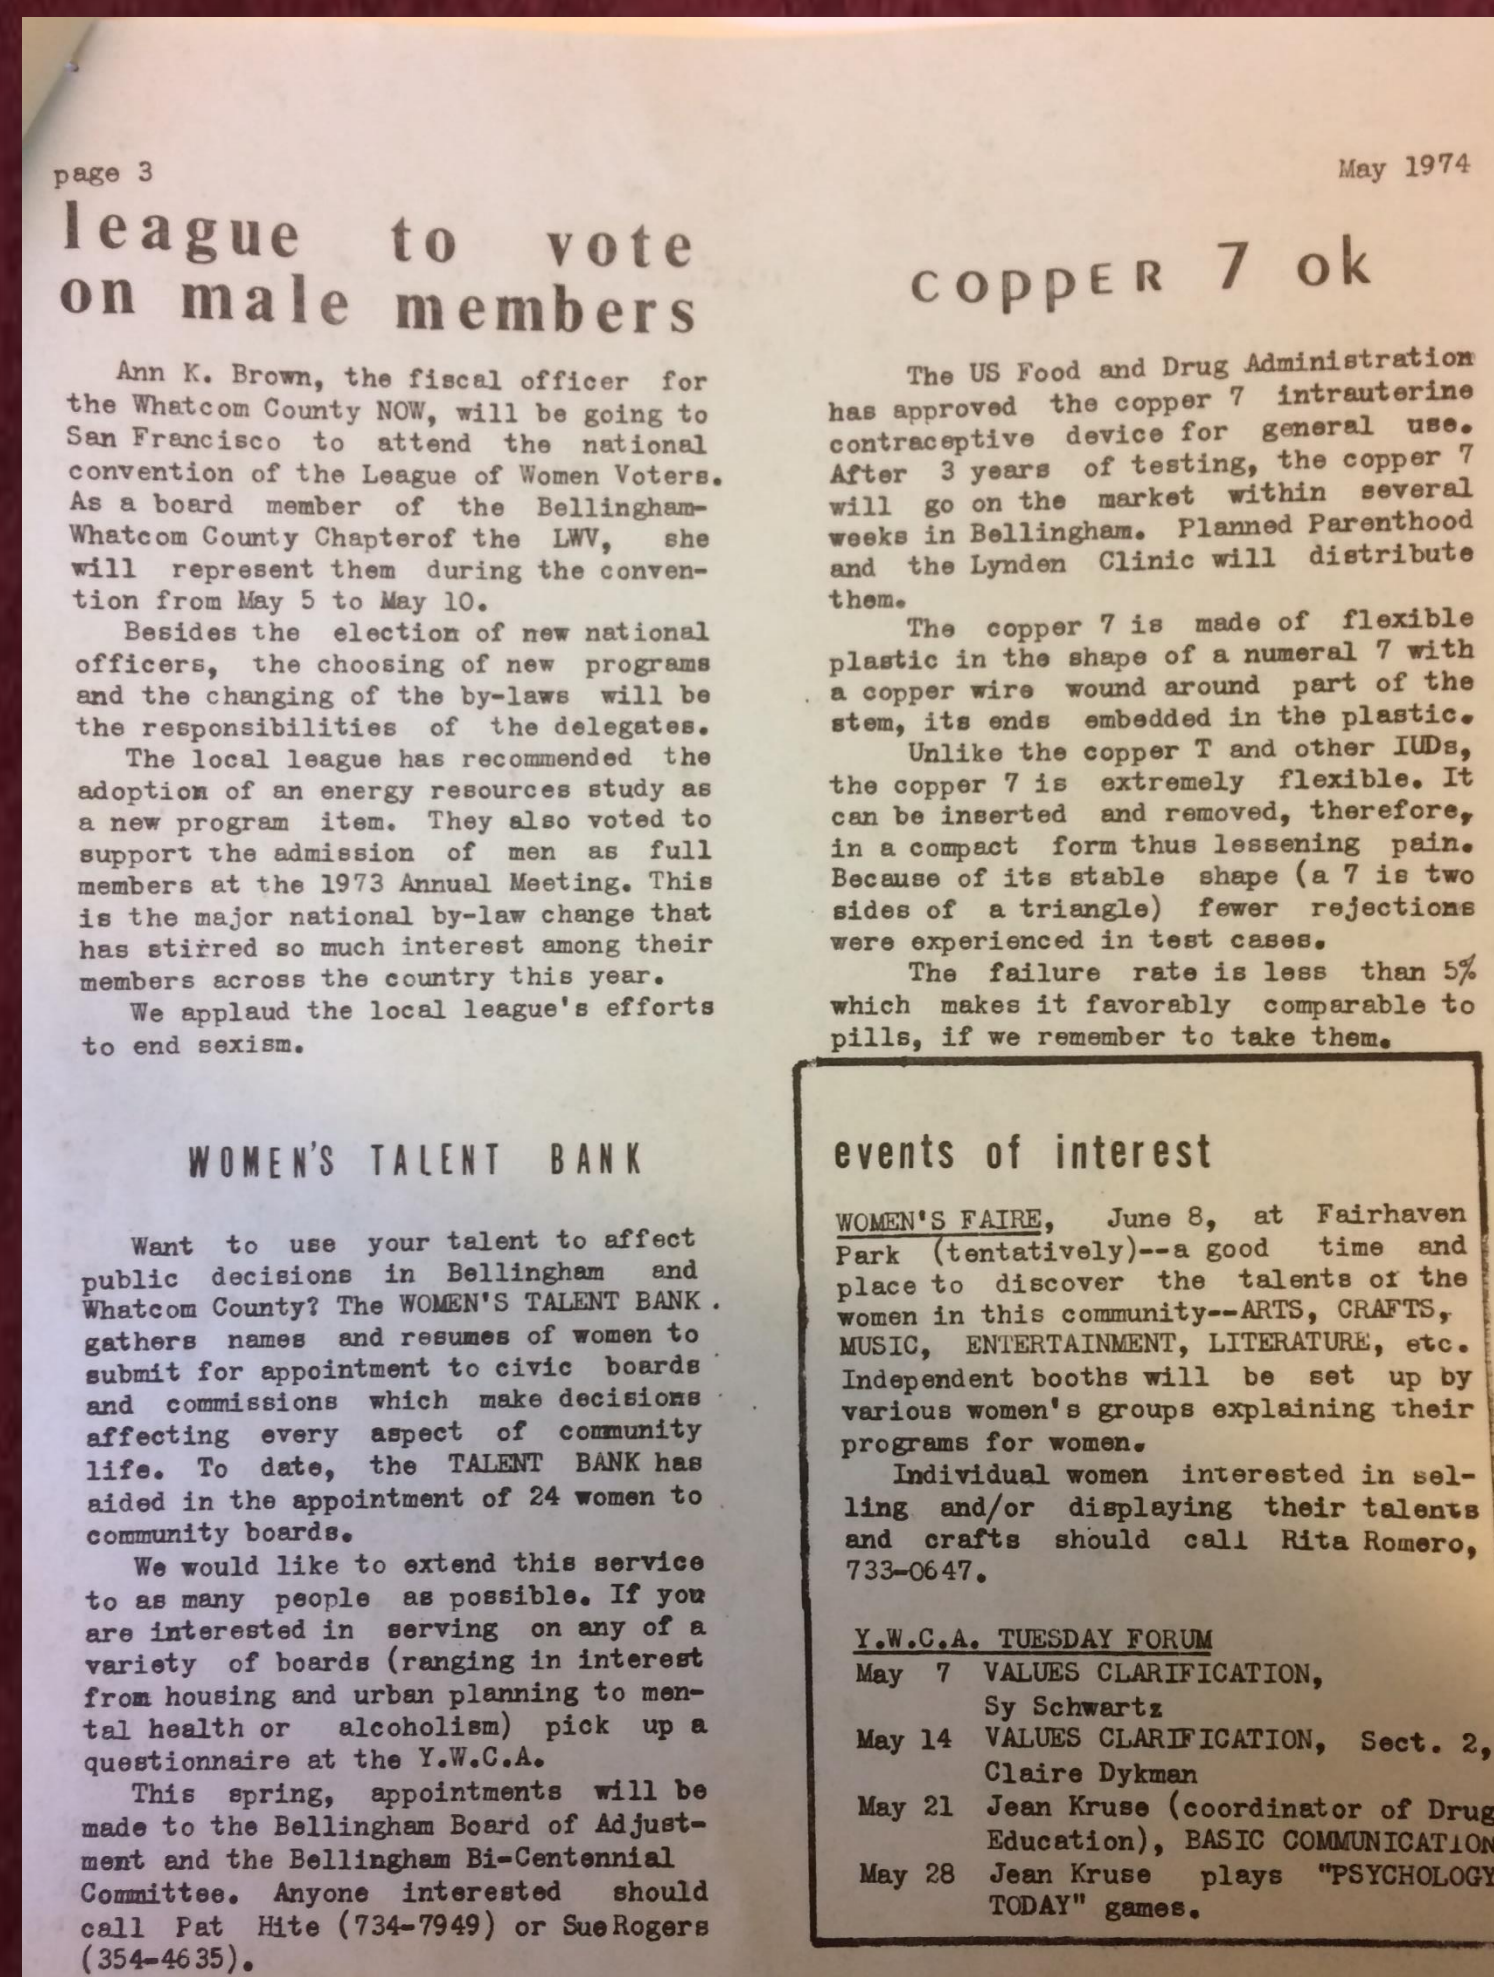 page 3
May 1974
league to vote
on male members
Ann K. Brown, the fiscal officer for
the Whatcom County NOW, will be going to
San Francisco to attend the national
convention of the League of Women Voters.
As a board member of the Bellingham-
Whatcom County Chapterof the LWV, she
will represent them during the conven-
tion from May 5 to May 10.
Besides the election of new national
officers, the choosing of new programs
and the changing of the by-laws will be
the responsibilities of the delegates.
The local league has recommended the
adoption of an energy resources study as
a new program item. They also voted to
support the admission of men as full
members at the 1973 Annual Meeting. This
is the major national by-law change that
has stirred so much interest among their
members across the country this year.
We applaud the local league's efforts
to end sexism.
WOMEN'S TALENT BANK
Want to use your talent to affect
public decisions in Bellingham and
Whatcom County? The WOMEN'S TALENT BANK
gathers names and resumes of women to
submit for appointment to civic boards
and commissions which make decisions
affecting every aspect of community
life. To date, the TALENT BANK has
aided in the appointment of 24 women to
community boards.
We would like to extend this service
to as many people as possible. If you
are interested in serving on any of a
variety of boards (ranging in interest
from housing and urban planning to men-
tal health or alcoholism) pick up a
questionnaire at the Y.W.C.A.
This spring, appointments will be
made to the Bellingham Board of Adjust-
ment and the Bellingham Bi-Centennial
Committee. Anyone interested should
call Pat Hite (734-7949) or Sue Rogers
(354-4635).
copper 7 ok
The US Food and Drug Administration
has approved the copper 7 intrauterine
contraceptive device for general use.
After 3 years of testing, the copper 7
will go on the market within several
weeks in Bellingham. Planned Parenthood
and the Lynden Clinic will distribute
them.
The copper 7 is made of flexible
plastic in the shape of a numeral 7 with
a copper wire wound around part of the
stem, its ends embedded in the plastic.
Unlike the copper T and other IUDs,
the copper 7 is extremely flexible. It
can be inserted and removed, therefore,
in a compact form thus lessening pain.
Because of its stable shape (a 7 is two
sides of a triangle) fewer rejections
were experienced in test cases.
The failure rate is less than 5%
which makes it favorably comparable to
pills, if we remember to take them.
events of interest
WOMEN'S FAIRE, June 8, at Fairhaven
Park (tentatively)--a good time and
place to discover the talents of the
women in this community--ARTS, CRAFTS,
MUSIC, ENTERTAINMENT, LITERATURE, etc.
Independent booths will be set up by
various women's groups explaining their
programs for women.
Individual women interested in sel-
ling and/or displaying their talents
and crafts should call Rita Romero,
733-0647.
Y.W.C.A. TUESDAY FORUM
May 7 VALUES CLARIFICATION,
Sy Schwartz
May 14 VALUES CLARIFICATION, Sect. 2,
Claire Dykman
May 21 Jean Kruse (coordinator of Drug
Education), BASIC COMMUNICATION
May 28 Jean Kruse plays "PSYCHOLOGY
TODAY" games.